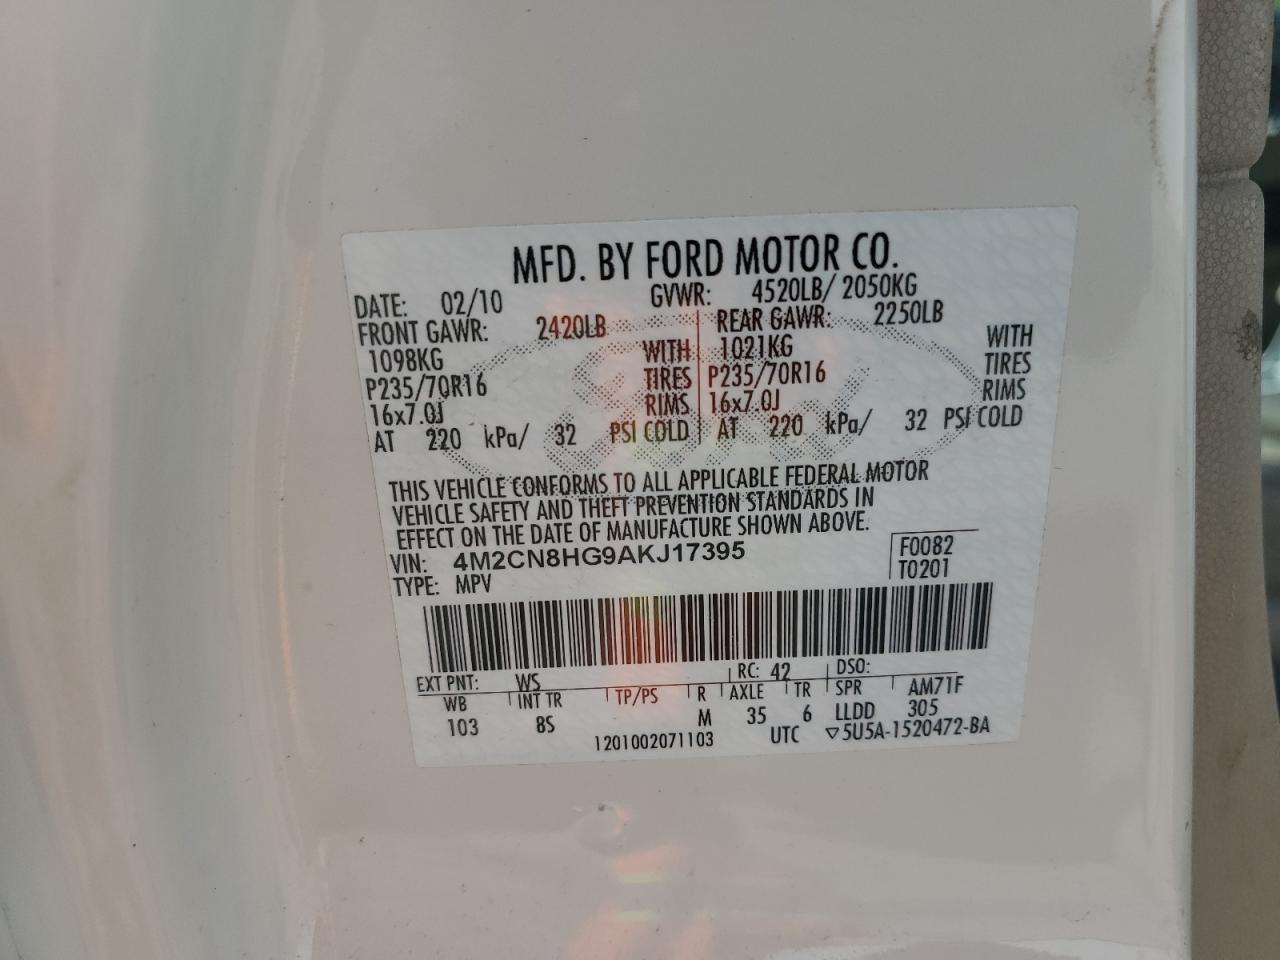 MFD. BY FORD MOTOR CO.
DATE: 02/10 GVWR: 4520LB/ 2050KG
FRONT GAWR: 2420LB REAR GAWR: 2250LB
1098KG WITH 1021KG WITH
P235/70R16 TIRES P235/70R16 TIRES
16x7.0J RIMS 16x7.0J RIMS
AT 220 kPa/ 32 PSI COLD AT 220 kPa/ 32 PSI COLD
THIS VEHICLE CONFORMS TO ALL APPLICABLE FEDERAL MOTOR
VEHICLE SAFETY AND THEFT PREVENTION STANDARDS IN
EFFECT ON THE DATE OF MANUFACTURE SHOWN ABOVE.
VIN: 4M2CN8HG9AKJ17395 F0082
TYPE: MPV T0201
EXT PNT: WS RC: 42 DSO:
WB INT TR TP/PS R AXLE TR SPR AM71F
103 8S M 35 6 LLDD 305
1201002071103 UTC ▽5U5A-1520472-BA